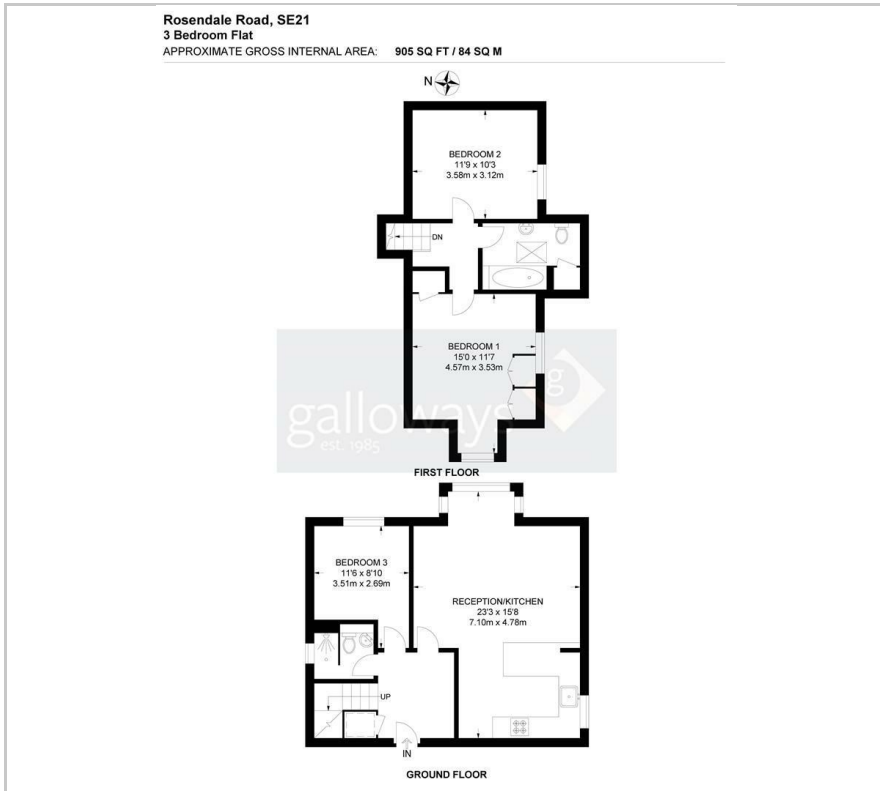 Rosendale Road, SE21
3 Bedroom Flat
APPROXIMATE GROSS INTERNAL AREA: 905 SQ FT / 84 SQ M
N
BEDROOM 2
11'9 x 10'3
3.58m x 3.12m
DN
BEDROOM 1
15'0 x 11'7
4.57m x 3.53m
g
galloways
est. 1985
FIRST FLOOR
BEDROOM 3
11'6 x 8'10
3.51m x 2.69m
RECEPTION/KITCHEN
23'3 x 15'8
7.10m x 4.78m
UP
IN
GROUND FLOOR